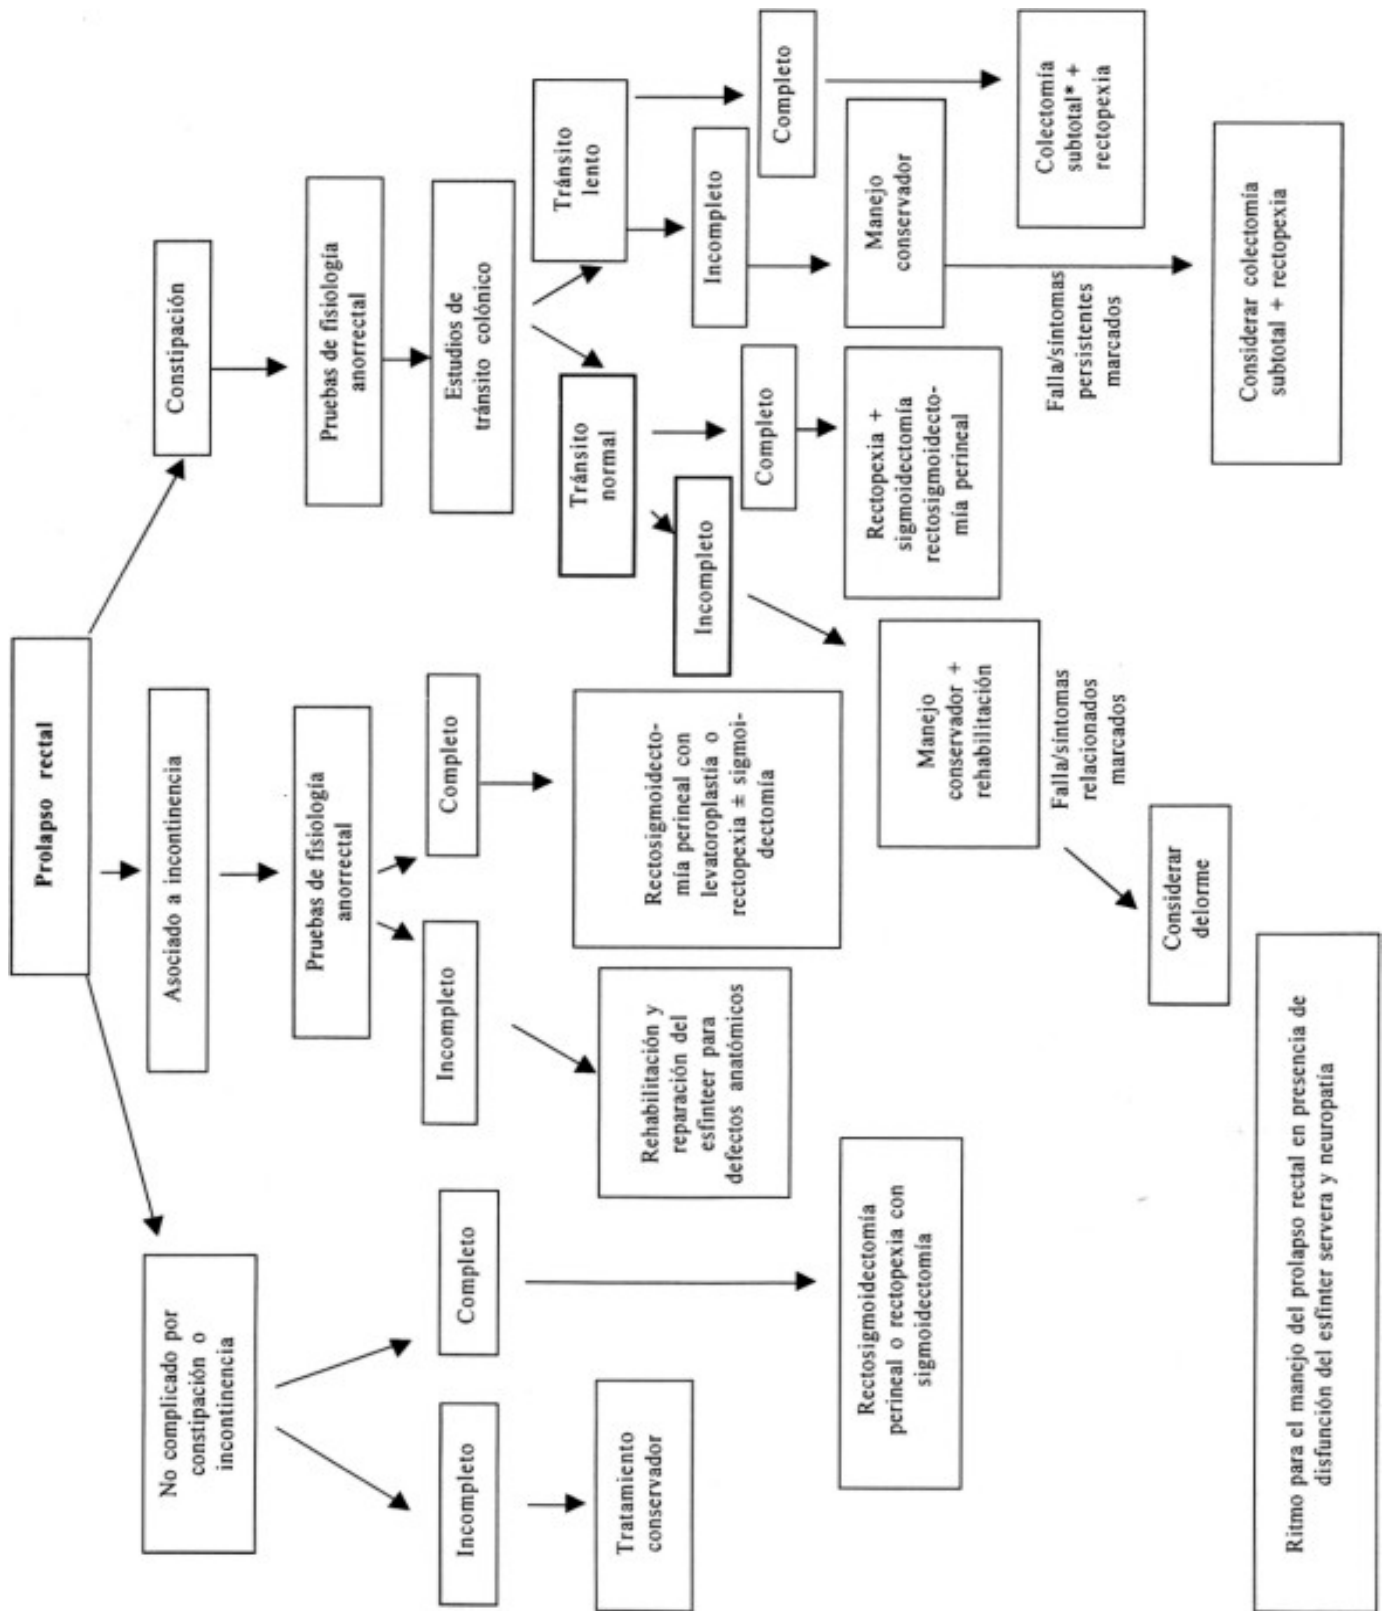 Prolapso rectal
No complicado por
constipación o
incontinencia
Asociado a incontinencia
Constipación
Pruebas de fisiología
anorrectal
Pruebas de fisiología
anorrectal
Estudios de
tránsito colónico
Incompleto
Completo
Incompleto
Completo
Tránsito
normal
Tránsito
lento
Incompleto
Completo
Incompleto
Completo
Tratamiento
conservador
Rectosigmoidectomía
perineal o rectopexia con
sigmoidectomía
Rehabilitación y
reparación del
esfinteer para
defectos anatómicos
Rectosigmoidecto-
mía perineal con
levatoroplastía o
rectopexia ± sigmoi-
dectomía
Manejo
conservador +
rehabilitación
Rectopexia +
sigmoidectomía
rectosigmoidecto-
mía perineal
Manejo
conservador
Colectomía
subtotal* +
rectopexia
Falla/síntomas
relacionados
marcados
Falla/síntomas
persistentes
marcados
Considerar
delorme
Considerar colectomía
subtotal + rectopexia
Ritmo para el manejo del prolapso rectal en presencia de
disfunción del esfínter servera y neuropatía